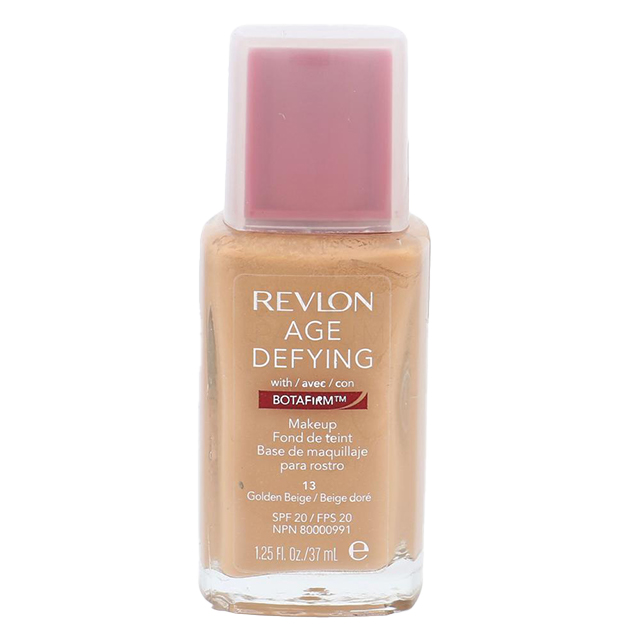 REVLON
AGE
DEFYING
with / avec / con
BOTAFIRM™
Makeup
Fond de teint
Base de maquillaje
para rostro
13
Golden Beige / Beige doré
SPF 20 / FPS 20
NPN 80000991
1.25 Fl. Oz./37 mL e